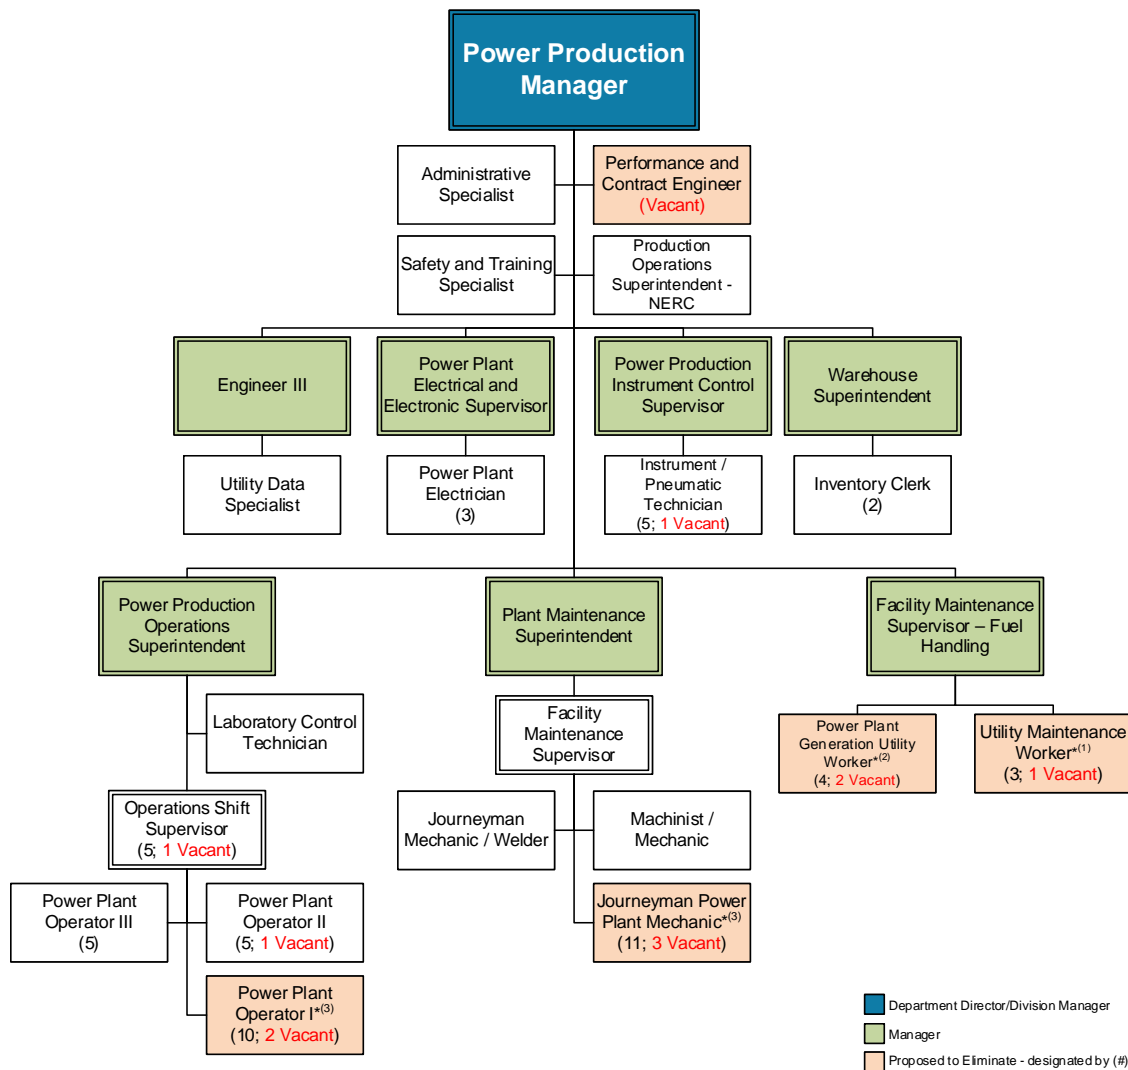 Power Production
Manager
Administrative
Specialist
Performance and
Contract Engineer
(Vacant)
Safety and Training
Specialist
Production
Operations
Superintendent -
NERC
Engineer III
Power Plant
Electrical and
Electronic Supervisor
Power Production
Instrument Control
Supervisor
Warehouse
Superintendent
Utility Data
Specialist
Power Plant
Electrician
(3)
Instrument /
Pneumatic
Technician
(5; 1 Vacant)
Inventory Clerk
(2)
Power Production
Operations
Superintendent
Plant Maintenance
Superintendent
Facility Maintenance
Supervisor – Fuel
Handling
Laboratory Control
Technician
Facility
Maintenance
Supervisor
Power Plant
Generation Utility
Worker*(2)
(4; 2 Vacant)
Utility Maintenance
Worker*(1)
(3; 1 Vacant)
Operations Shift
Supervisor
(5; 1 Vacant)
Journeyman
Mechanic / Welder
Machinist /
Mechanic
Power Plant
Operator III
(5)
Power Plant
Operator II
(5; 1 Vacant)
Journeyman Power
Plant Mechanic*(3)
(11; 3 Vacant)
Power Plant
Operator I*(3)
(10; 2 Vacant)
Department Director/Division Manager
Manager
Proposed to Eliminate - designated by (#)